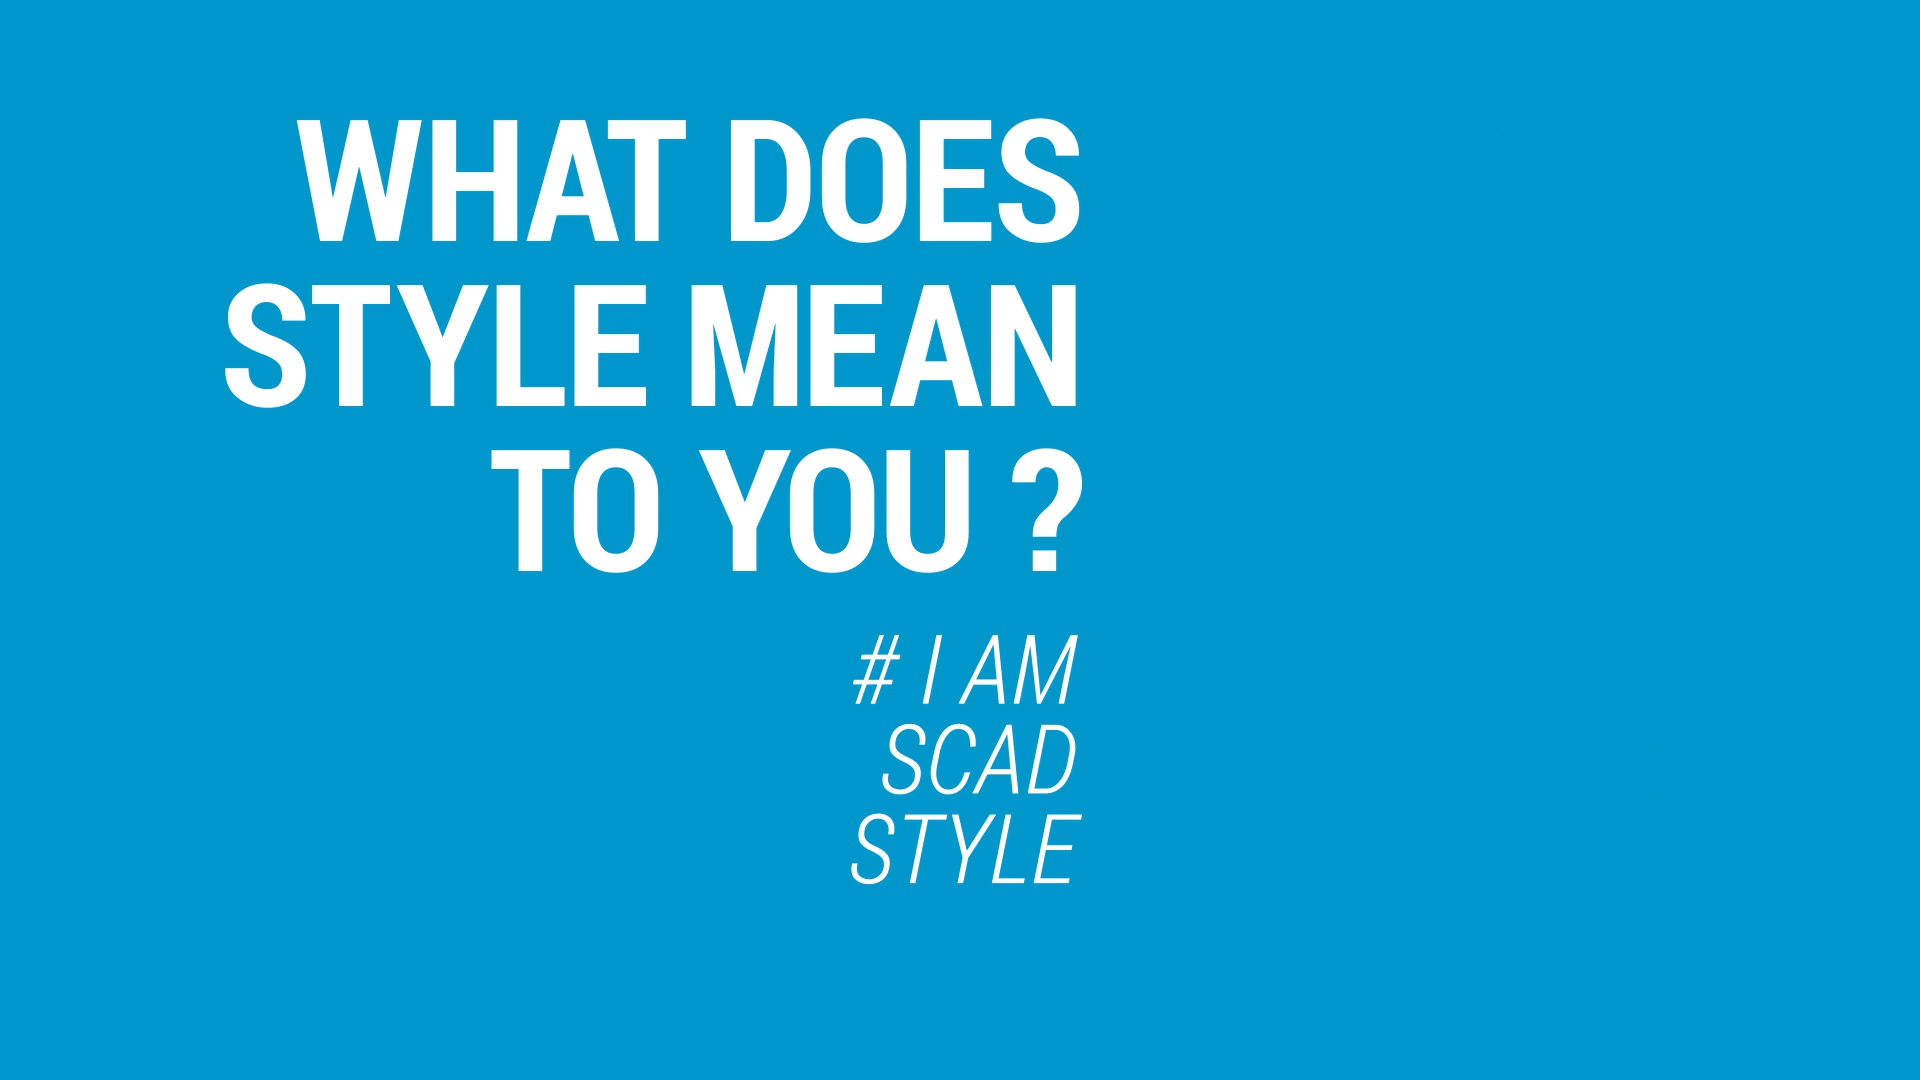 WHAT DOES
STYLE MEAN
TO YOU ?
# I AM
SCAD
STYLE